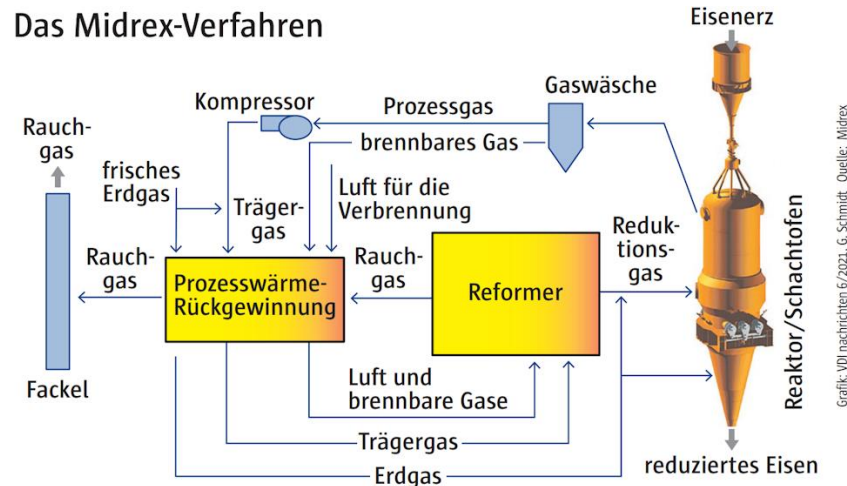 Das Midrex-Verfahren
Eisenerz
Gaswäsche
Kompressor
Prozessgas
brennbares Gas
Rauch-
gas
frisches
Erdgas
Träger-
gas
Luft für die
Verbrennung
Reduk-
tions-
gas
Rauch-
gas
Prozesswärme-
Rückgewinnung
Rauch-
gas
Reformer
Reaktor/Schachtofen
Fackel
Luft und
brennbare Gase
Trägergas
Erdgas
reduziertes Eisen
Grafik: VDI nachrichten 6/2021, G. Schmidt Quelle: Midrex